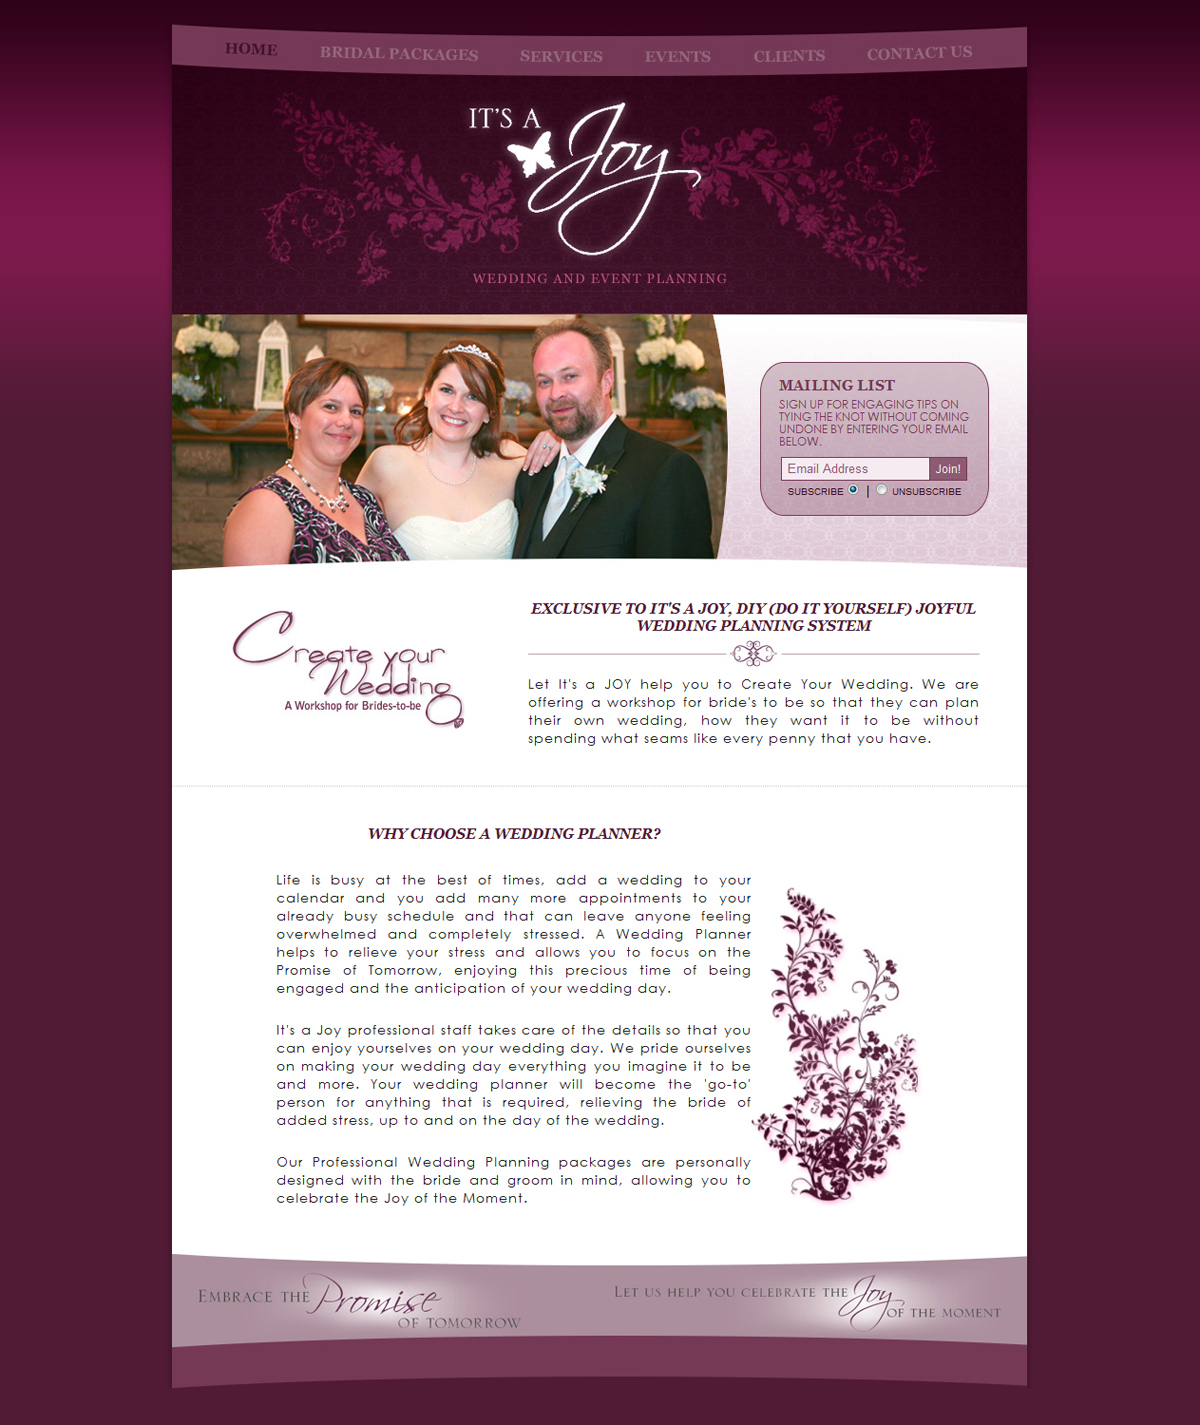 HOME BRIDAL PACKAGES SERVICES EVENTS CLIENTS CONTACT US
IT'S A Joy
WEDDING AND EVENT PLANNING
MAILING LIST
SIGN UP FOR ENGAGING TIPS ON
TYING THE KNOT WITHOUT COMING
UNDONE BY ENTERING YOUR EMAIL
BELOW.
Email Address Join!
SUBSCRIBE | UNSUBSCRIBE
Create your
Wedding
A Workshop for Brides-to-be
EXCLUSIVE TO IT'S A JOY, DIY (DO IT YOURSELF) JOYFUL
WEDDING PLANNING SYSTEM
Let It's a JOY help you to Create Your Wedding. We are
offering a workshop for bride's to be so that they can plan
their own wedding, how they want it to be without
spending what seams like every penny that you have.
WHY CHOOSE A WEDDING PLANNER?
Life is busy at the best of times, add a wedding to your
calendar and you add many more appointments to your
already busy schedule and that can leave anyone feeling
overwhelmed and completely stressed. A Wedding Planner
helps to relieve your stress and allows you to focus on the
Promise of Tomorrow, enjoying this precious time of being
engaged and the anticipation of your wedding day.
It's a Joy professional staff takes care of the details so that you
can enjoy yourselves on your wedding day. We pride ourselves
on making your wedding day everything you imagine it to be
and more. Your wedding planner will become the 'go-to'
person for anything that is required, relieving the bride of
added stress, up to and on the day of the wedding.
Our Professional Wedding Planning packages are personally
designed with the bride and groom in mind, allowing you to
celebrate the Joy of the Moment.
EMBRACE THE Promise
OF TOMORROW
LET US HELP YOU CELEBRATE THE Joy
OF THE MOMENT